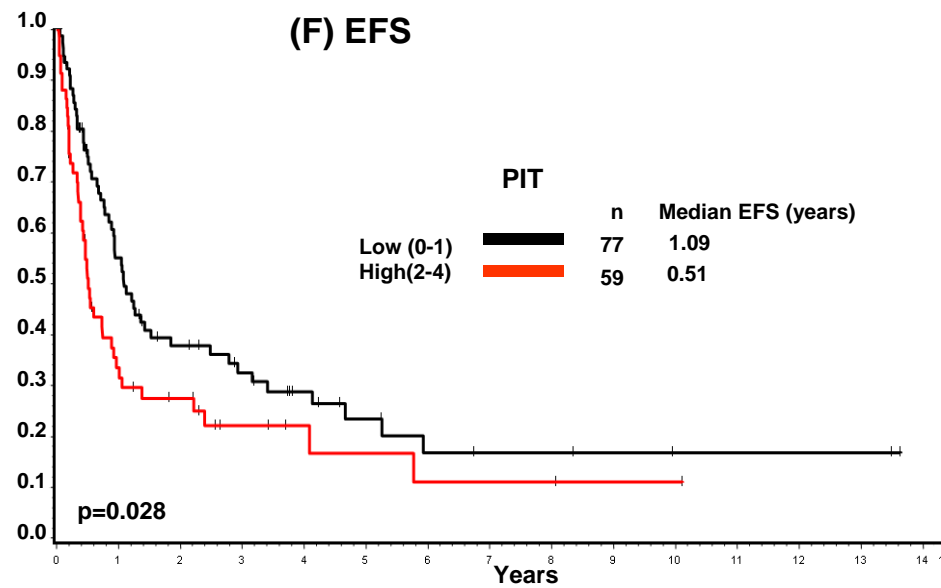 (F) EFS
1.0
0.9
0.8
0.7
0.6
0.5
0.4
0.3
0.2
0.1
0.0
PIT
n Median EFS (years)
Low (0-1) 77 1.09
High(2-4) 59 0.51
p=0.028
0 1 2 3 4 5 6 7 8 9 10 11 12 13 14
Years